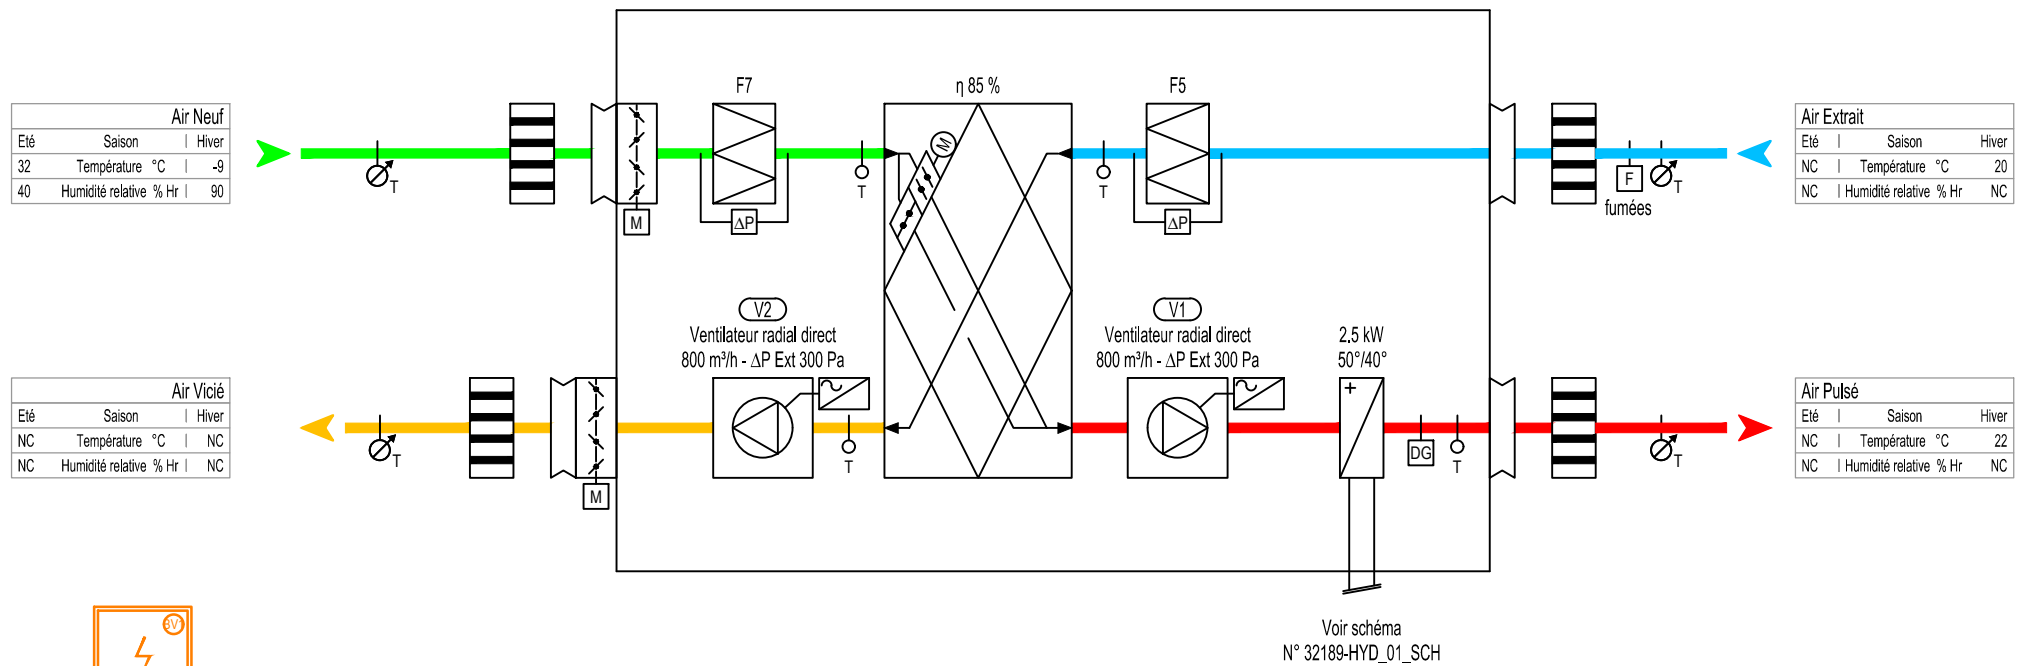 F7
η 85 %
F5
Air Neuf
Eté Saison | Hiver
32 Température °C | -9
40 Humidité relative % Hr | 90
T
M
ΔP
T
M
T
ΔP
F
fumées
T
Air Extrait
Eté | Saison Hiver
NC | Température °C 20
NC | Humidité relative % Hr NC
V2
Ventilateur radial direct
800 m³/h - ΔP Ext 300 Pa
V1
Ventilateur radial direct
800 m³/h - ΔP Ext 300 Pa
2.5 kW
50°/40°
+
Air Vicié
Eté Saison | Hiver
NC Température °C | NC
NC Humidité relative % Hr | NC
T
M
T
DG
T
T
Air Pulsé
Eté | Saison Hiver
NC | Température °C 22
NC | Humidité relative % Hr NC
Voir schéma
N° 32189-HYD_01_SCH